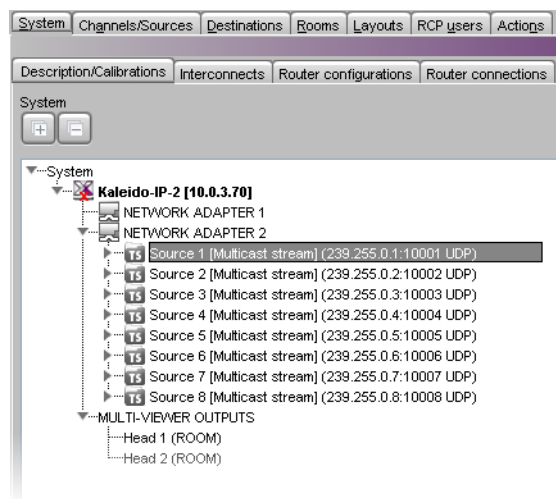 System Channels/Sources Destinations Rooms Layouts RCP users Actions
Description/Calibrations Interconnects Router configurations Router connections
System
System
Kaleido-IP-2 [10.0.3.70]
NETWORK ADAPTER 1
NETWORK ADAPTER 2
TS Source 1 [Multicast stream] (239.255.0.1:10001 UDP)
TS Source 2 [Multicast stream] (239.255.0.2:10002 UDP)
TS Source 3 [Multicast stream] (239.255.0.3:10003 UDP)
TS Source 4 [Multicast stream] (239.255.0.4:10004 UDP)
TS Source 5 [Multicast stream] (239.255.0.5:10005 UDP)
TS Source 6 [Multicast stream] (239.255.0.6:10006 UDP)
TS Source 7 [Multicast stream] (239.255.0.7:10007 UDP)
TS Source 8 [Multicast stream] (239.255.0.8:10008 UDP)
MULTI-VIEWER OUTPUTS
Head 1 (ROOM)
Head 2 (ROOM)